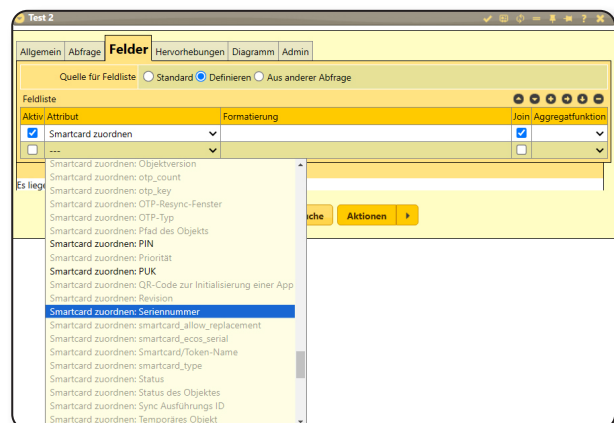 Test 2
Allgemein Abfrage Felder Hervorhebungen Diagramm Admin
Quelle für Feldliste Standard Definieren Aus anderer Abfrage
Feldliste
Aktiv Attribut Formatierung Join Aggregatfunktion
Smartcard zuordnen
---
Smartcard zuordnen: Objektversion
Smartcard zuordnen: otp_count
Es liege
Smartcard zuordnen: otp_key
Smartcard zuordnen: OTP-Resync-Fenster
Smartcard zuordnen: OTP-Typ
che Aktionen
Smartcard zuordnen: Pfad des Objekts
Smartcard zuordnen: PIN
Smartcard zuordnen: Priorität
Smartcard zuordnen: PUK
Smartcard zuordnen: QR-Code zur Initialisierung einer App
Smartcard zuordnen: Revision
Smartcard zuordnen: Seriennummer
Smartcard zuordnen: smartcard_allow_replacement
Smartcard zuordnen: smartcard_ecos_serial
Smartcard zuordnen: Smartcard/Token-Name
Smartcard zuordnen: smartcard_type
Smartcard zuordnen: Status
Smartcard zuordnen: Status des Objektes
Smartcard zuordnen: Sync Ausführungs ID
Smartcard zuordnen: Temporäres Objekt